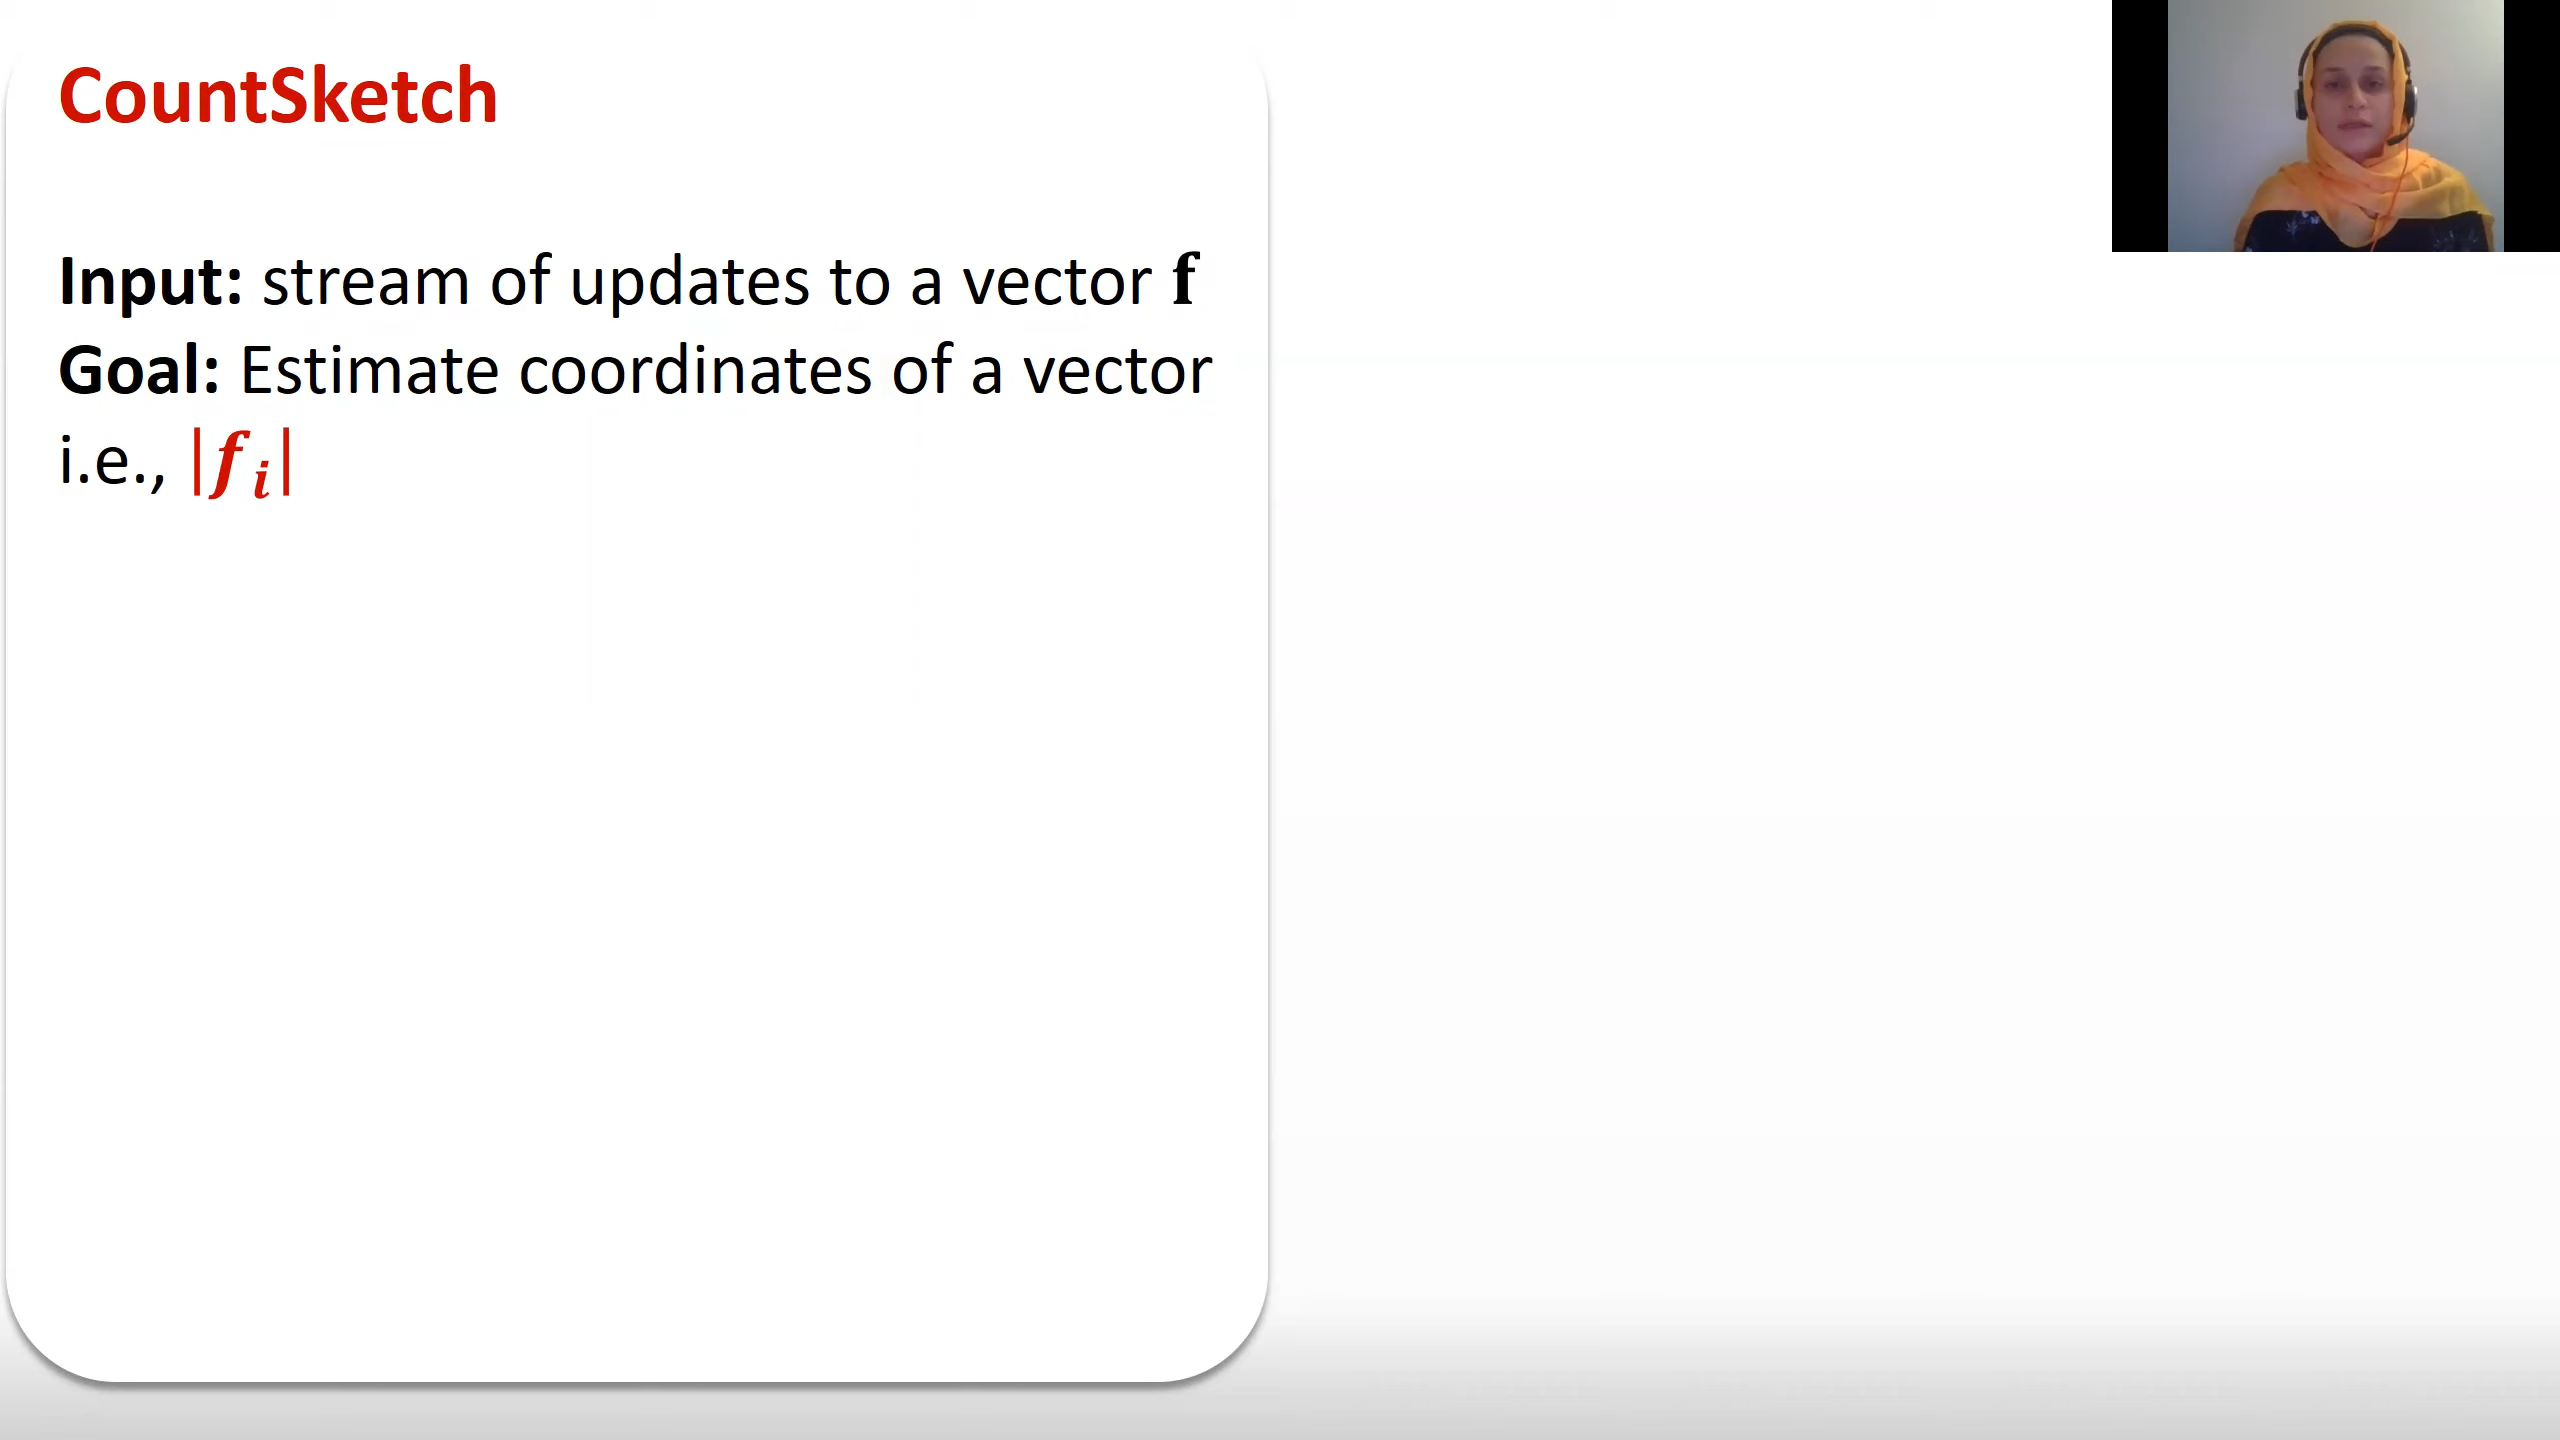 CountSketch
Input: stream of updates to a vector f
Goal: Estimate coordinates of a vector
i.e., |f_i|